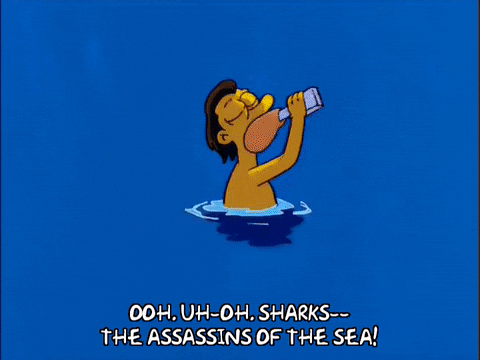 OOH. UH-OH. SHARKS--
THE ASSASSINS OF THE SEA!